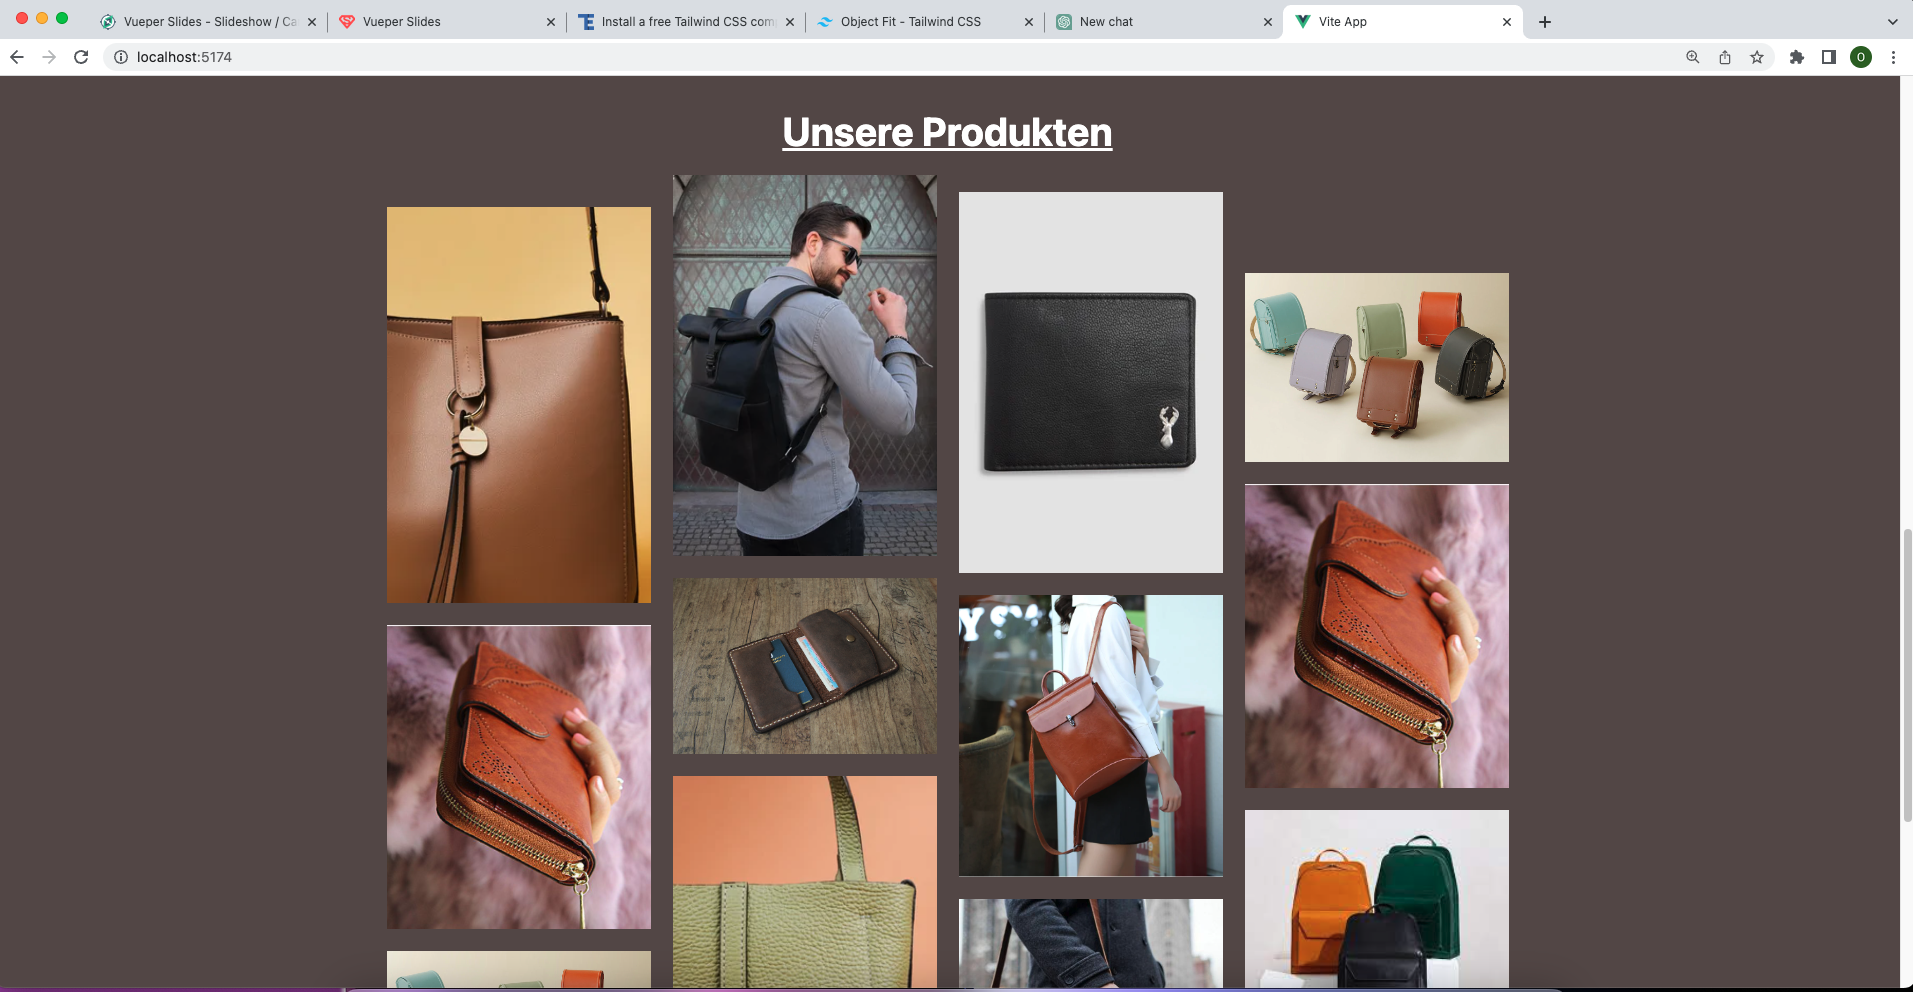 Vueper Slides - Slideshow / Ca
Vueper Slides
Install a free Tailwind CSS com
Object Fit - Tailwind CSS
New chat
Vite App
localhost:5174
O
Unsere Produkten